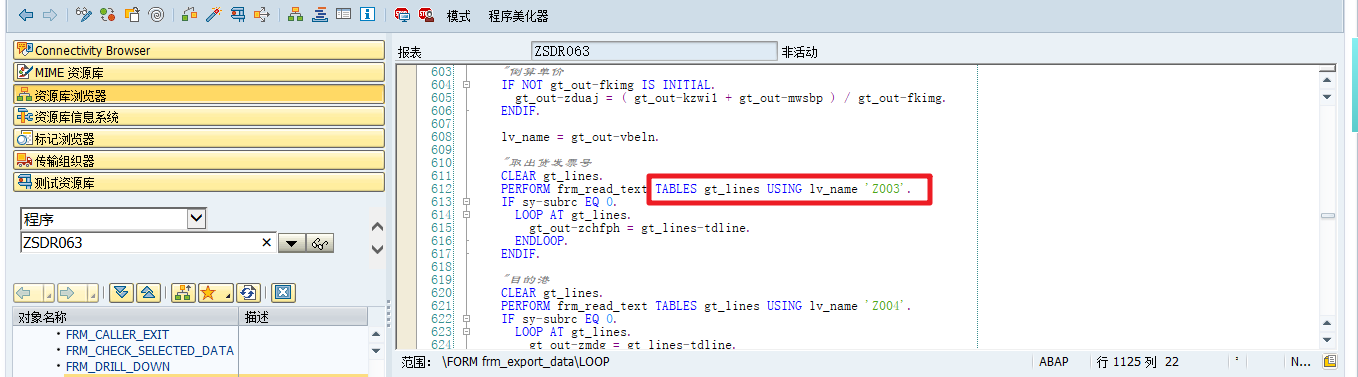 模式 程序美化器
Connectivity Browser
MIME 资源库
资源库浏览器
资源库信息系统
标记浏览器
传输组织器
测试资源库
程序
ZSDR063
对象名称 描述
FRM_CALLER_EXIT
FRM_CHECK_SELECTED_DATA
FRM_DRILL_DOWN
报表 ZSDR063 非活动
603 "倒算单价
604 IF NOT gt_out-fkimg IS INITIAL.
605 gt_out-zduaj = ( gt_out-kzwi1 + gt_out-mwsbp ) / gt_out-fkimg.
606 ENDIF.
607
608 lv_name = gt_out-vbeln.
609
610 "取出货发票号
611 CLEAR gt_lines.
612 PERFORM frm_read_text TABLES gt_lines USING lv_name 'Z003'.
613 IF sy-subrc EQ 0.
614 LOOP AT gt_lines.
615 gt_out-zchfph = gt_lines-tdline.
616 ENDLOOP.
617 ENDIF.
618
619 "目的港
620 CLEAR gt_lines.
621 PERFORM frm_read_text TABLES gt_lines USING lv_name 'Z004'.
622 IF sy-subrc EQ 0.
623 LOOP AT gt_lines.
624 gt_out-zmdg = gt_lines-tdline.
范围: \FORM frm_export_data\LOOP ABAP 行 1125 列 22 N...